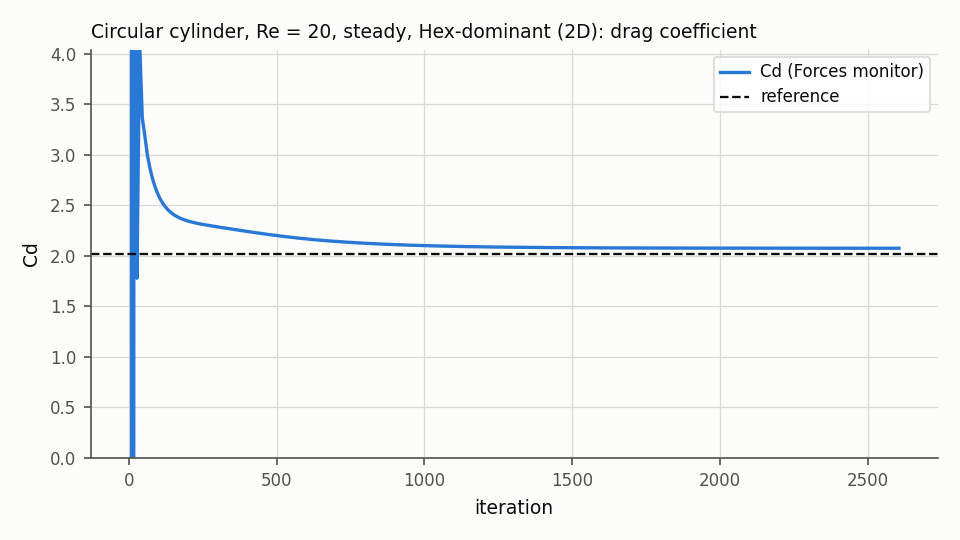 Circular cylinder, Re = 20, steady, Hex-dominant (2D): drag coefficient
Cd (Forces monitor)
reference
4.0
3.5
3.0
2.5
2.0
1.5
1.0
0.5
0.0
Cd
0 500 1000 1500 2000 2500
iteration